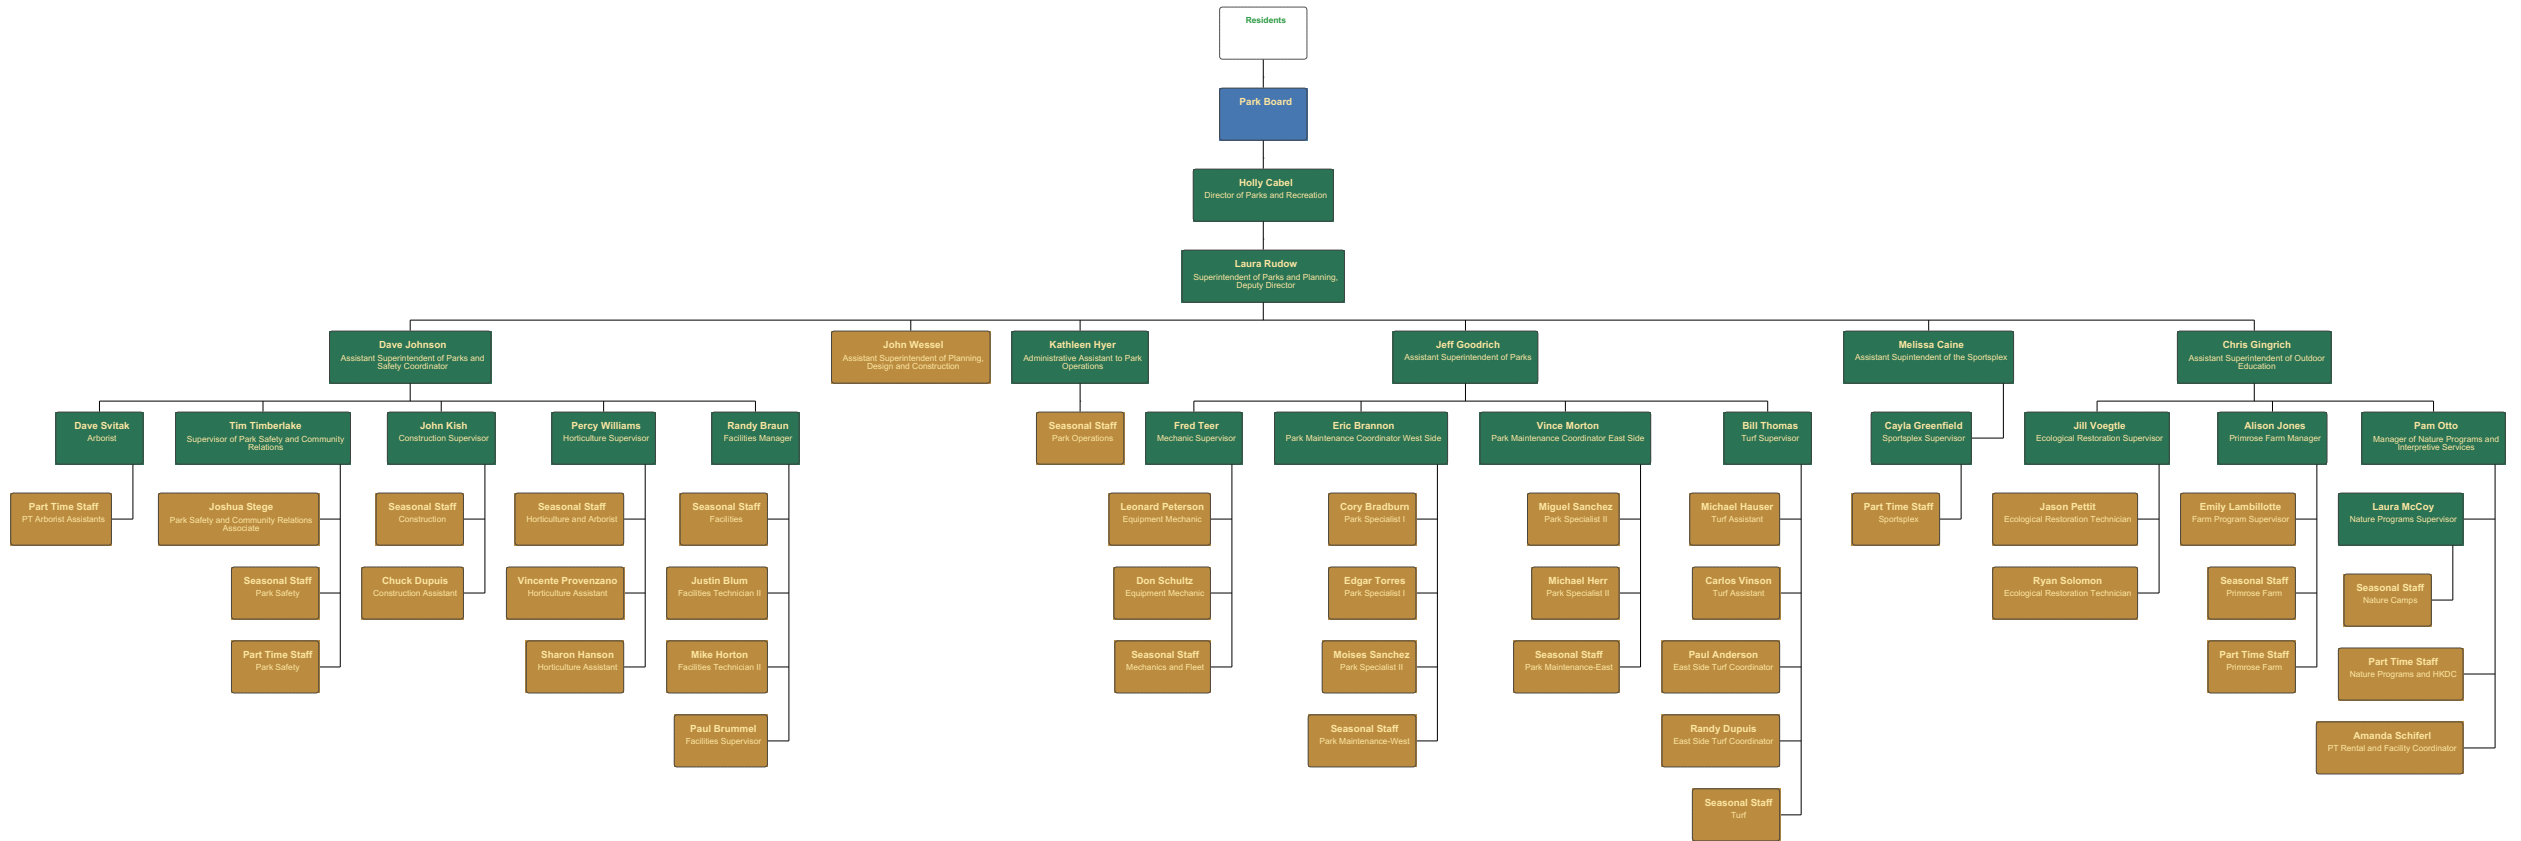 Residents
Park Board
Holly Cabel
Director of Parks and Recreation
Laura Rudow
Superintendent of Parks and Planning,
Deputy Director
Dave Johnson
Assistant Superintendent of Parks and
Safety Coordinator
John Wessel
Assistant Superintendent of Planning,
Design and Construction
Kathleen Hyer
Administrative Assistant to Park
Operations
Jeff Goodrich
Assistant Superintendent of Parks
Melissa Caine
Assistant Supintendent of the Sportsplex
Chris Gingrich
Assistant Superintendent of Outdoor
Education
Dave Svitak
Arborist
Tim Timberlake
Supervisor of Park Safety and Community
Relations
John Kish
Construction Supervisor
Percy Williams
Horticulture Supervisor
Randy Braun
Facilities Manager
Seasonal Staff
Park Operations
Fred Teer
Mechanic Supervisor
Eric Brannon
Park Maintenance Coordinator West Side
Vince Morton
Park Maintenance Coordinator East Side
Bill Thomas
Turf Supervisor
Cayla Greenfield
Sportsplex Supervisor
Jill Voegtle
Ecological Restoration Supervisor
Alison Jones
Primrose Farm Manager
Pam Otto
Manager of Nature Programs and
Interpretive Services
Part Time Staff
PT Arborist Assistants
Joshua Stege
Park Safety and Community Relations
Associate
Seasonal Staff
Construction
Seasonal Staff
Horticulture and Arborist
Seasonal Staff
Facilities
Leonard Peterson
Equipment Mechanic
Cory Bradburn
Park Specialist I
Miguel Sanchez
Park Specialist II
Michael Hauser
Turf Assistant
Part Time Staff
Sportsplex
Jason Pettit
Ecological Restoration Technician
Emily Lambillotte
Farm Program Supervisor
Laura McCoy
Nature Programs Supervisor
Seasonal Staff
Park Safety
Chuck Dupuis
Construction Assistant
Vincente Provenzano
Horticulture Assistant
Justin Blum
Facilities Technician II
Don Schultz
Equipment Mechanic
Edgar Torres
Park Specialist I
Michael Herr
Park Specialist II
Carlos Vinson
Turf Assistant
Ryan Solomon
Ecological Restoration Technician
Seasonal Staff
Primrose Farm
Seasonal Staff
Nature Camps
Part Time Staff
Park Safety
Sharon Hanson
Horticulture Assistant
Mike Horton
Facilities Technician II
Seasonal Staff
Mechanics and Fleet
Moises Sanchez
Park Specialist II
Seasonal Staff
Park Maintenance-East
Paul Anderson
East Side Turf Coordinator
Part Time Staff
Primrose Farm
Part Time Staff
Nature Programs and HKDC
Paul Brummel
Facilities Supervisor
Seasonal Staff
Park Maintenance-West
Randy Dupuis
East Side Turf Coordinator
Amanda Schiferl
PT Rental and Facility Coordinator
Seasonal Staff
Turf